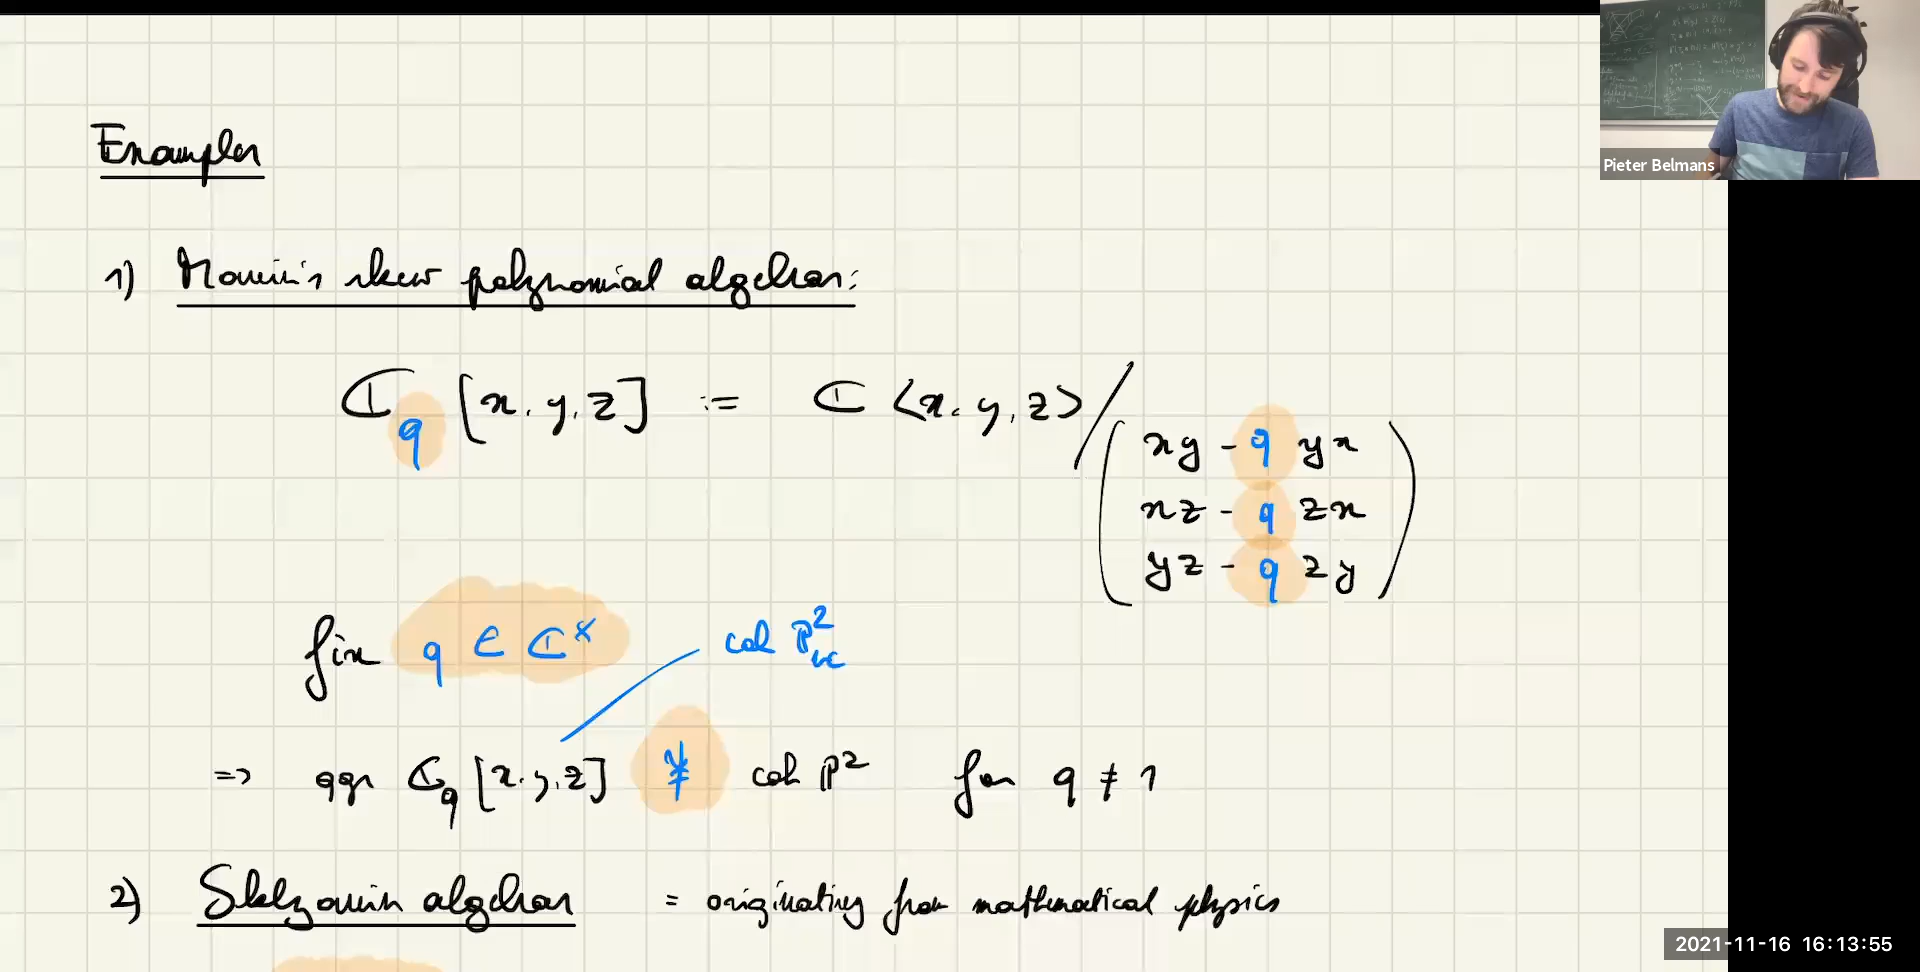 Examples
1) Manin's skew polynomial algebras:
ℂ_q [x, y, z] := ℂ⟨x, y, z⟩ / ( xy - q yx
xz - q zx
yz - q zy )
fix q ∈ ℂ^×
coh ℙ²_nc
=> qgr ℂ_q [x, y, z] ≇ coh ℙ² for q ≠ 1
2) Sklyanin algebras = originating from mathematical physics
Pieter Belmans
2021-11-16 16:13:55